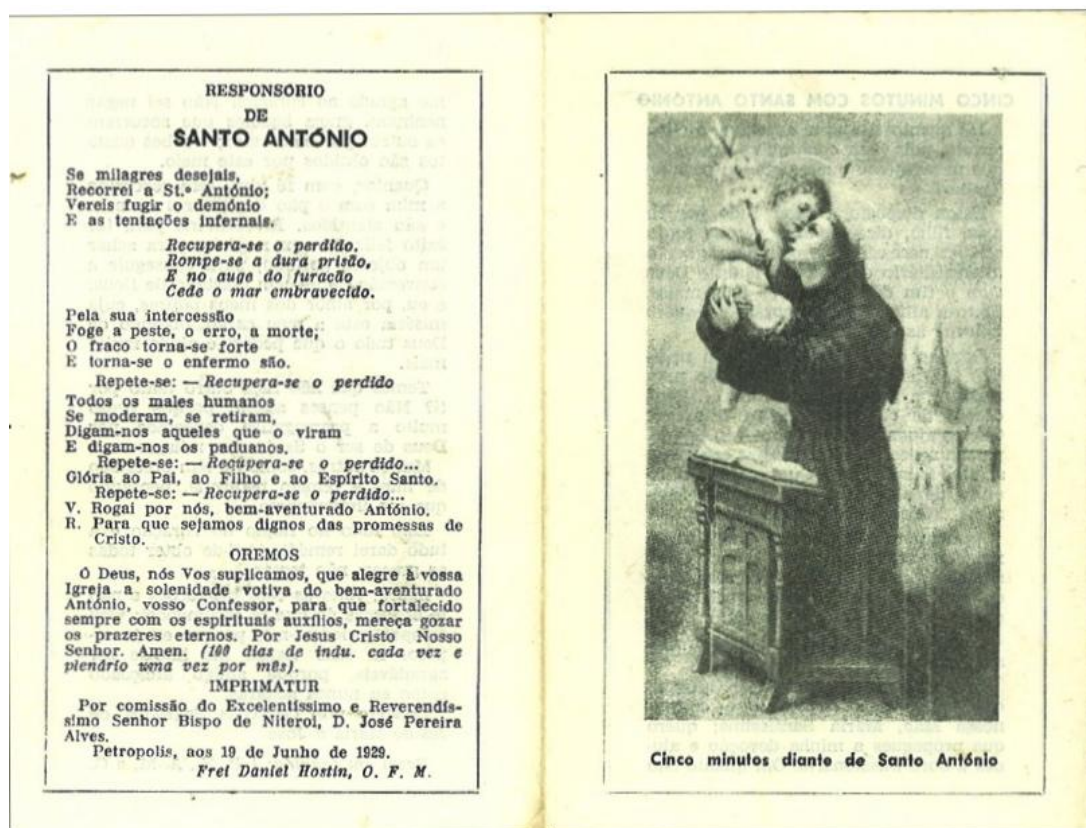 RESPONSÓRIO
DE
SANTO ANTÓNIO
Se milagres desejais,
Recorrei a St.º António;
Vereis fugir o demónio
E as tentações infernais.
Recupera-se o perdido.
Rompe-se a dura prisão,
E no auge do furacão
Cede o mar embravecido.
Pela sua intercessão
Foge a peste, o erro, a morte,
O fraco torna-se forte
E torna-se o enfermo são.
Repete-se: — Recupera-se o perdido
Todos os males humanos
Se moderam, se retiram,
Digam-nos aqueles que o viram
E digam-nos os paduanos.
Repete-se: — Recupera-se o perdido...
Glória ao Pai, ao Filho e ao Espírito Santo.
Repete-se: — Recupera-se o perdido...
V. Rogai por nós, bem-aventurado António.
R. Para que sejamos dignos das promessas de
Cristo.
OREMOS
Ó Deus, nós Vos suplicamos, que alegre à vossa
Igreja a solenidade votiva do bem-aventurado
António, vosso Confessor, para que fortalecido
sempre com os espirituais auxílios, mereça gozar
os prazeres eternos. Por Jesus Cristo Nosso
Senhor. Amen. (100 dias de indu. cada vez e
plenário uma vez por mês).
IMPRIMATUR
Por comissão do Excelentíssimo e Reverendís-
simo Senhor Bispo de Niteroi, D. José Pereira
Alves.
Petropolis, aos 19 de Junho de 1929.
Frei Daniel Hostin, O. F. M.
CINCO MINUTOS COM SANTO ANTÓNIO
Cinco minutos diante de Santo António